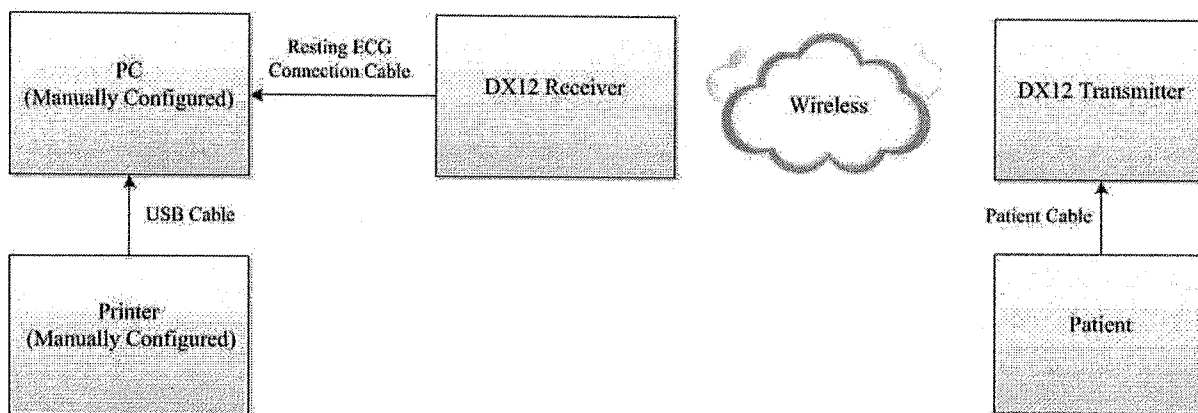 PC
(Manually Configured)
Resting ECG
Connection Cable
DX12 Receiver
Wireless
DX12 Transmitter
USB Cable
Patient Cable
Printer
(Manually Configured)
Patient